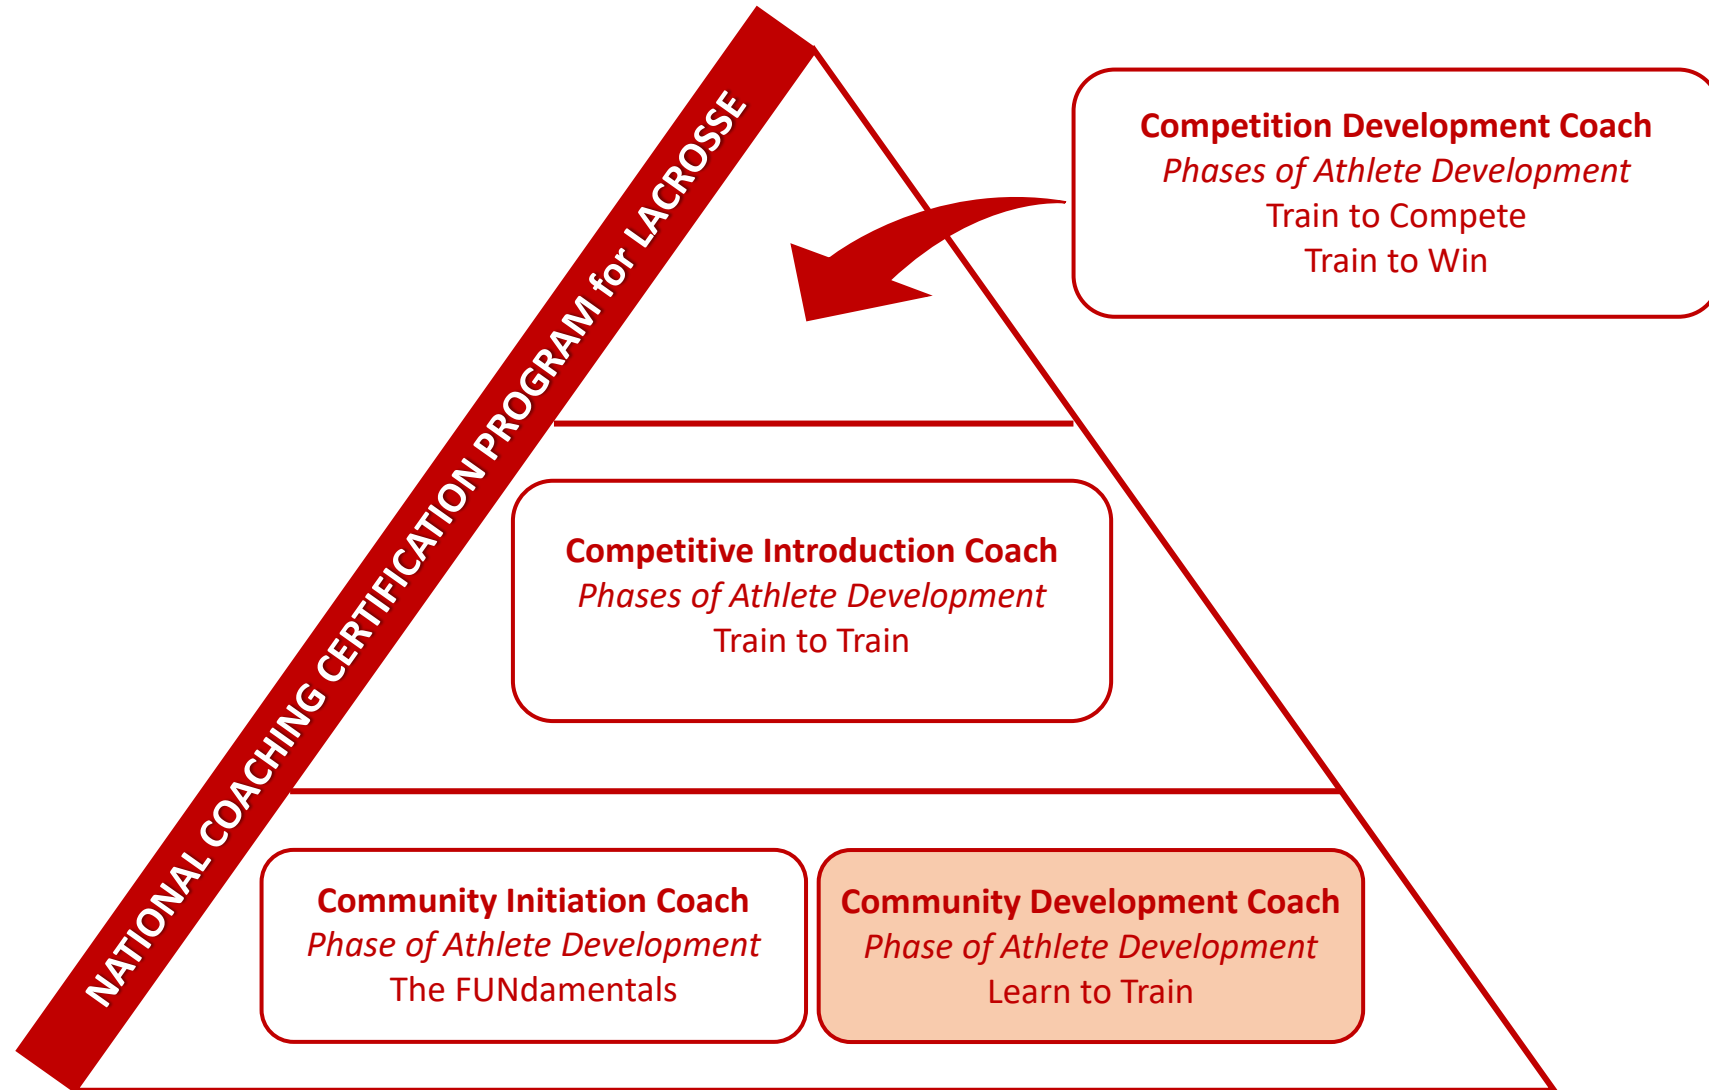 NATIONAL COACHING CERTIFICATION PROGRAM for LACROSSE
Competition Development Coach
Phases of Athlete Development
Train to Compete
Train to Win
Competitive Introduction Coach
Phases of Athlete Development
Train to Train
Community Initiation Coach
Phase of Athlete Development
The FUNdamentals
Community Development Coach
Phase of Athlete Development
Learn to Train